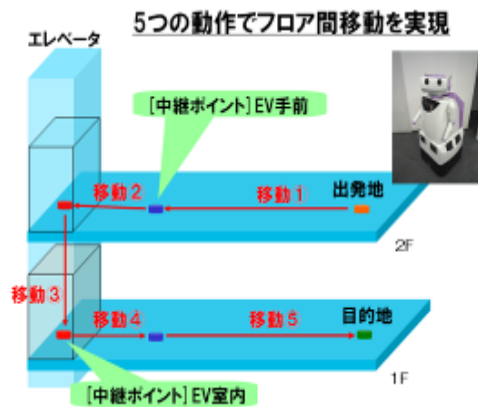 5つの動作でフロア間移動を実現
エレベータ
[中継ポイント]EV手前
移動2
移動1
出発地
2F
移動3
移動4
移動5
目的地
[中継ポイント]EV室内
1F